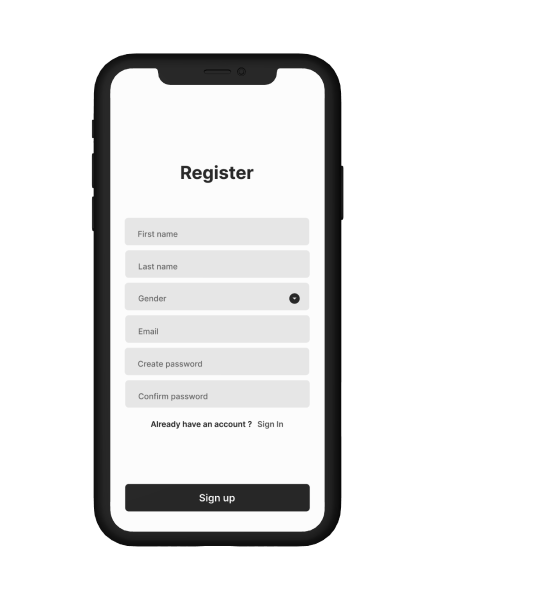 Register
First name
Last name
Gender
Email
Create password
Confirm password
Already have an account ? Sign In
Sign up